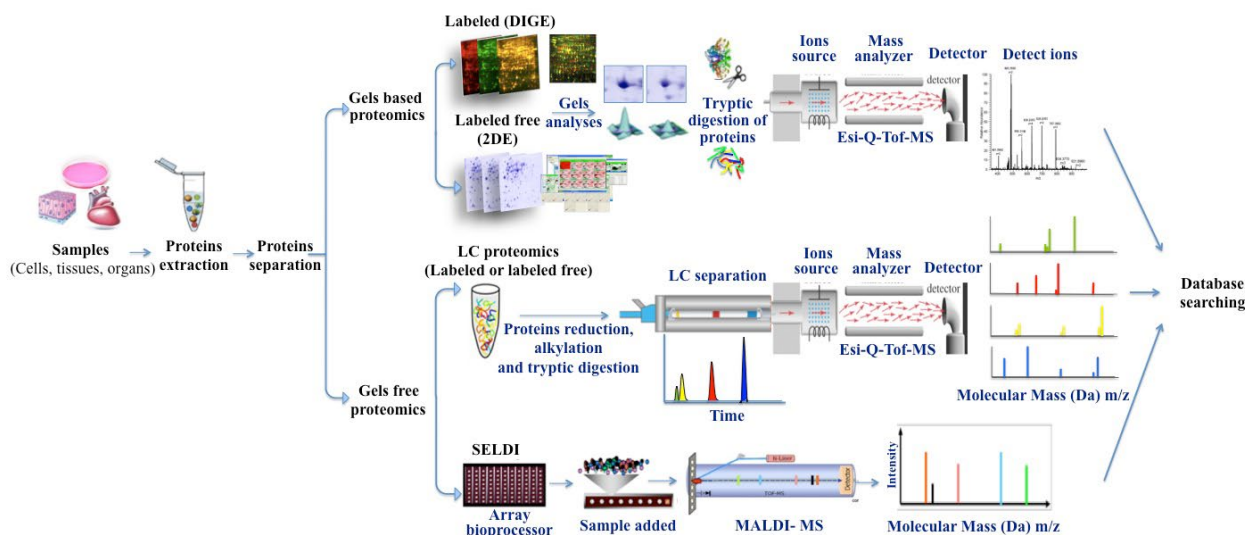 Labeled (DIGE)
Gels
analyses
Labeled free
(2DE)
Tryptic
digestion of
proteins
Ions
source
Mass
analyzer
Detector
detector
Esi-Q-Tof-MS
Detect ions
Gels based
proteomics
Samples
(Cells, tissues, organs)
Proteins
extraction
Proteins
separation
Gels free
proteomics
LC proteomics
(Labeled or labeled free)
Proteins reduction,
alkylation
and tryptic digestion
LC separation
Time
Ions
source
Mass
analyzer
Detector
detector
Esi-Q-Tof-MS
Molecular Mass (Da) m/z
Database
searching
SELDI
Array
bioprocessor
Sample added
TOF-MS
Detector
MALDI- MS
Intensity
Molecular Mass (Da) m/z